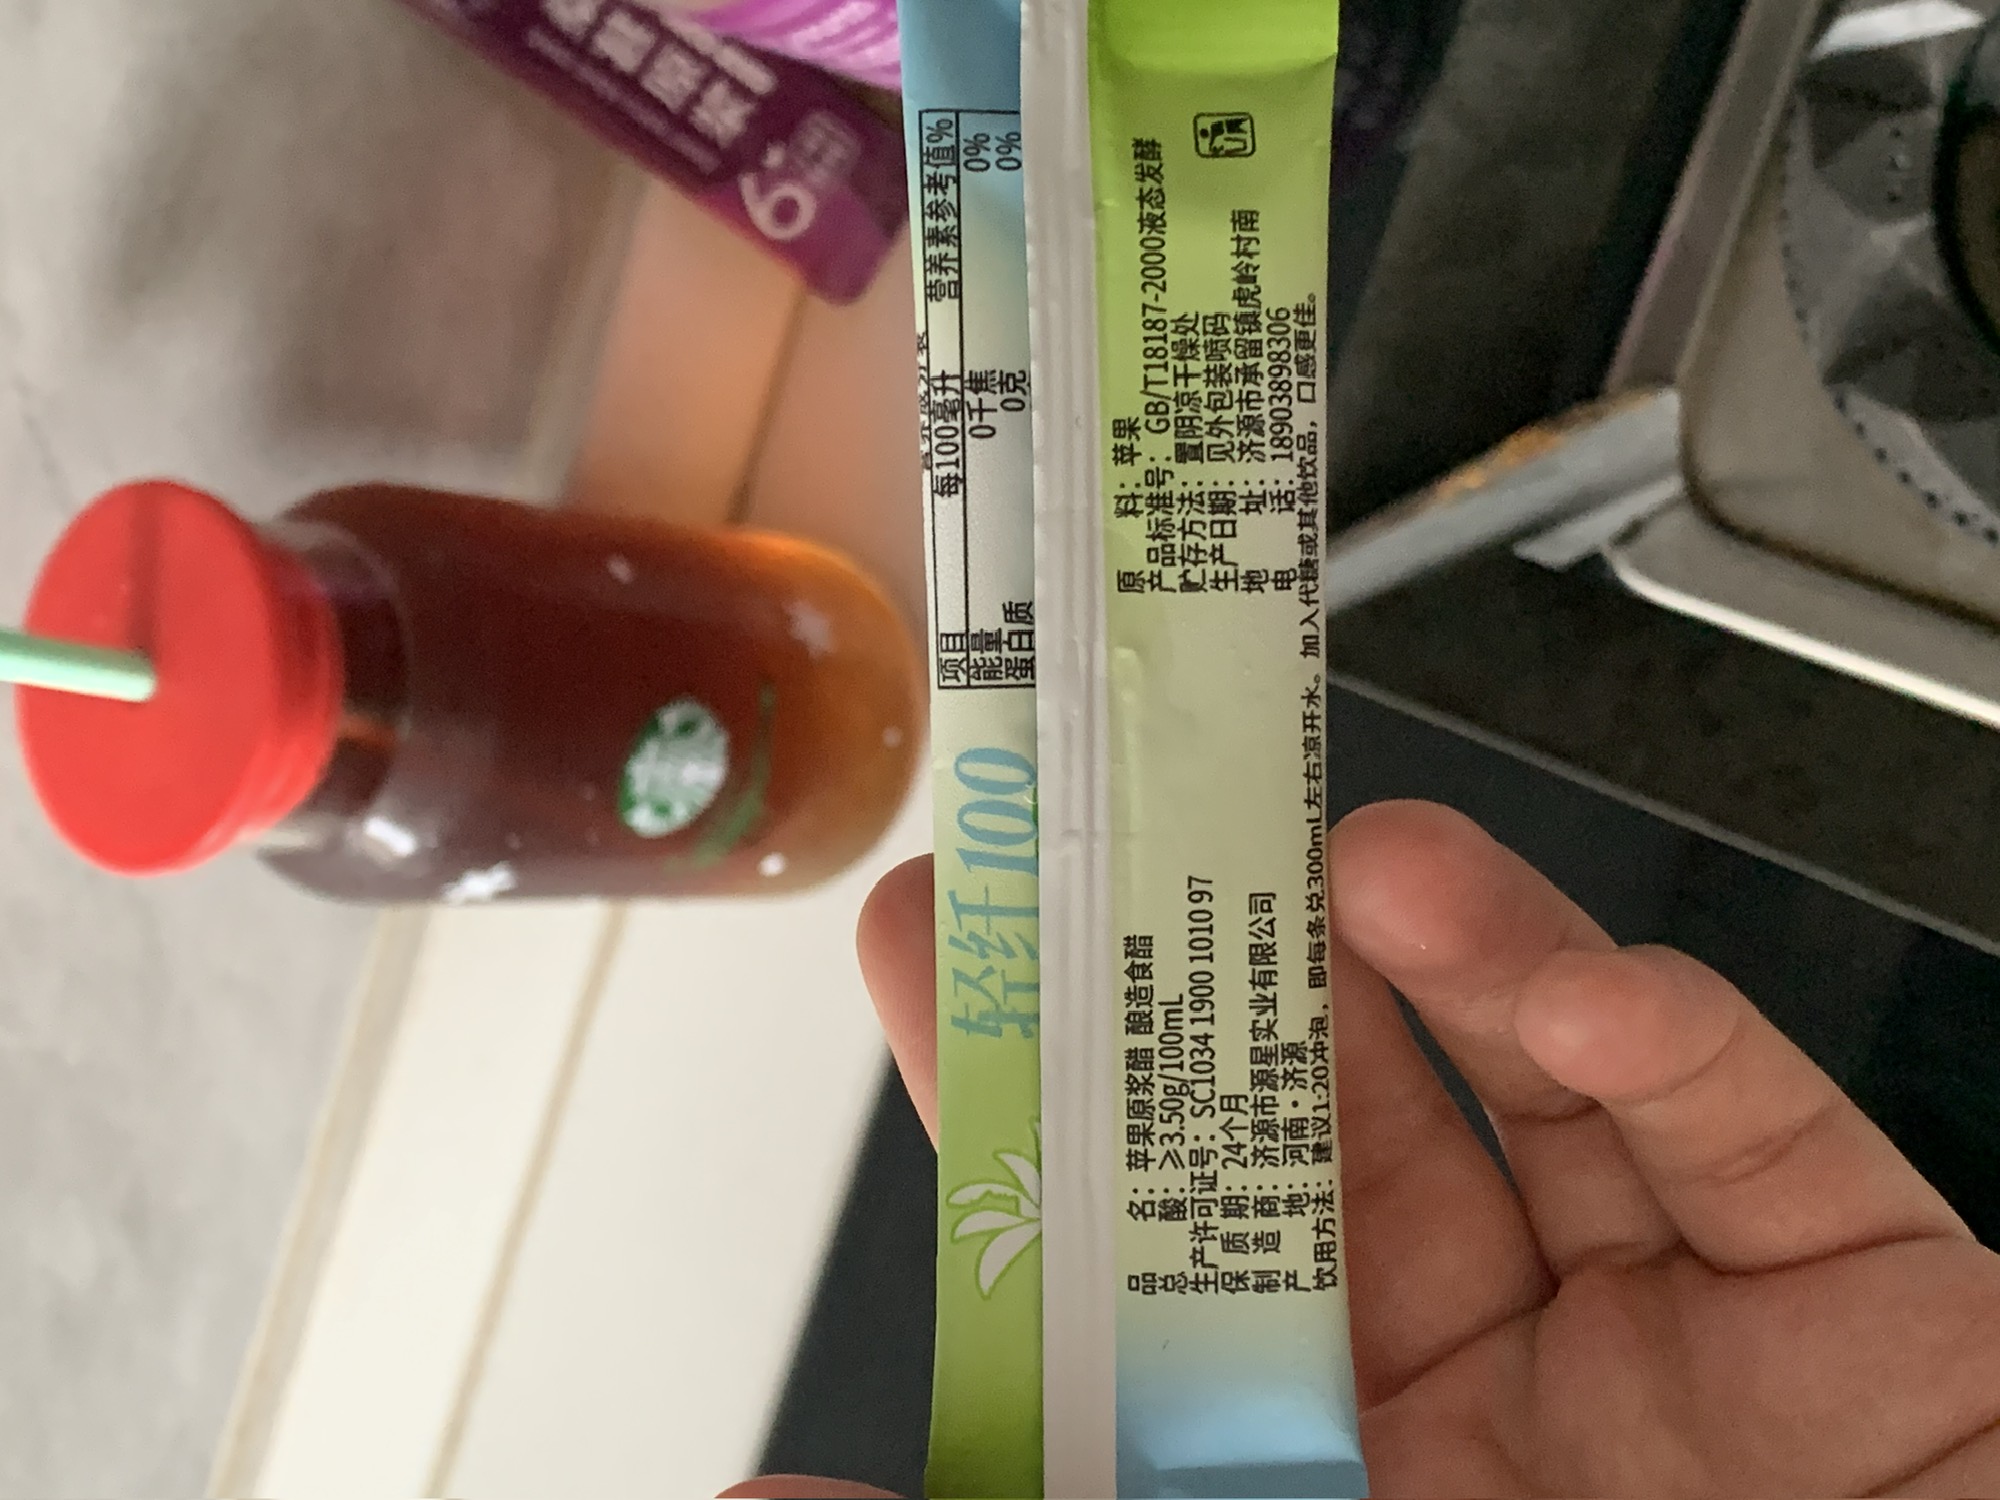 营养素参考值%
每100毫升
项目
能量 0千焦 0%
蛋白质 0克 0%
轻纤100
品名：苹果原浆醋 酿造食醋
总酸：≥3.50g/100mL
生产许可证号：SC1034 1900 1010 97
保质期：24个月
制造商：济源市源星实业有限公司
产地：河南·济源
原料：苹果
产品标准号：GB/T18187-2000液态发酵
贮存方法：置阴凉干燥处
生产日期：见外包装喷码
地址：济源市承留镇虎岭村南
电话：18903898306
饮用方法：建议1:20冲泡，即每条兑300mL左右凉开水。加入代糖或其他饮品，口感更佳。